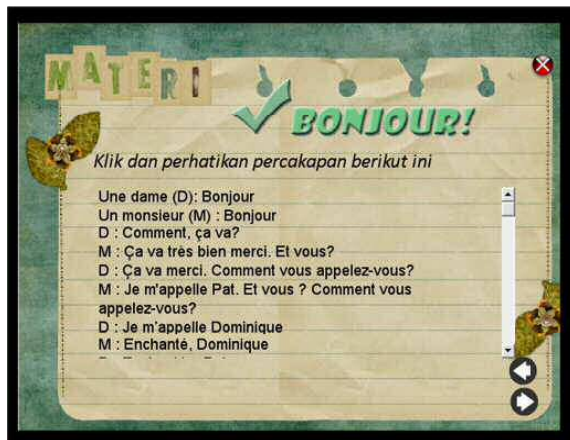 MATERI
BONJOUR!
Klik dan perhatikan percakapan berikut ini
Une dame (D): Bonjour
Un monsieur (M) : Bonjour
D : Comment, ça va?
M : Ça va très bien merci. Et vous?
D : Ça va merci. Comment vous appelez-vous?
M : Je m'appelle Pat. Et vous ? Comment vous
appelez-vous?
D : Je m'appelle Dominique
M : Enchanté, Dominique